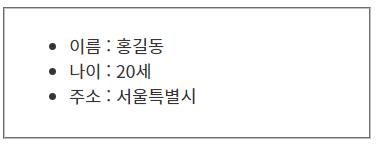 이름 : 홍길동
나이 : 20세
주소 : 서울특별시